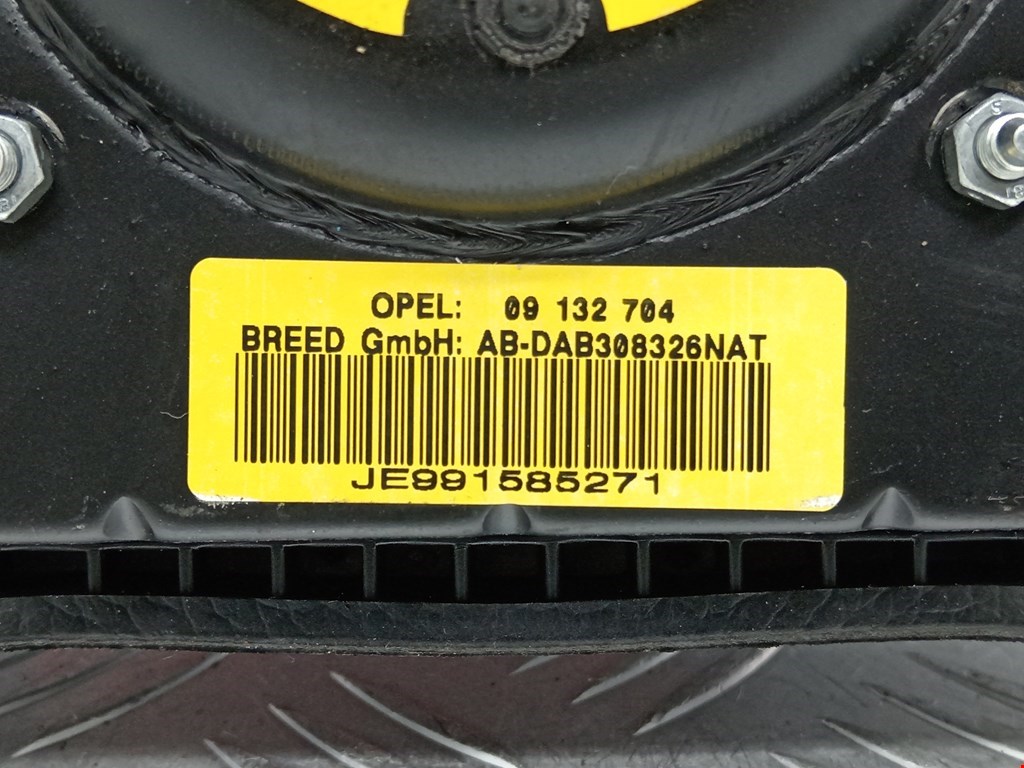 OPEL: 09 132 704
BREED GmbH: AB-DAB308326NAT
JE991585271